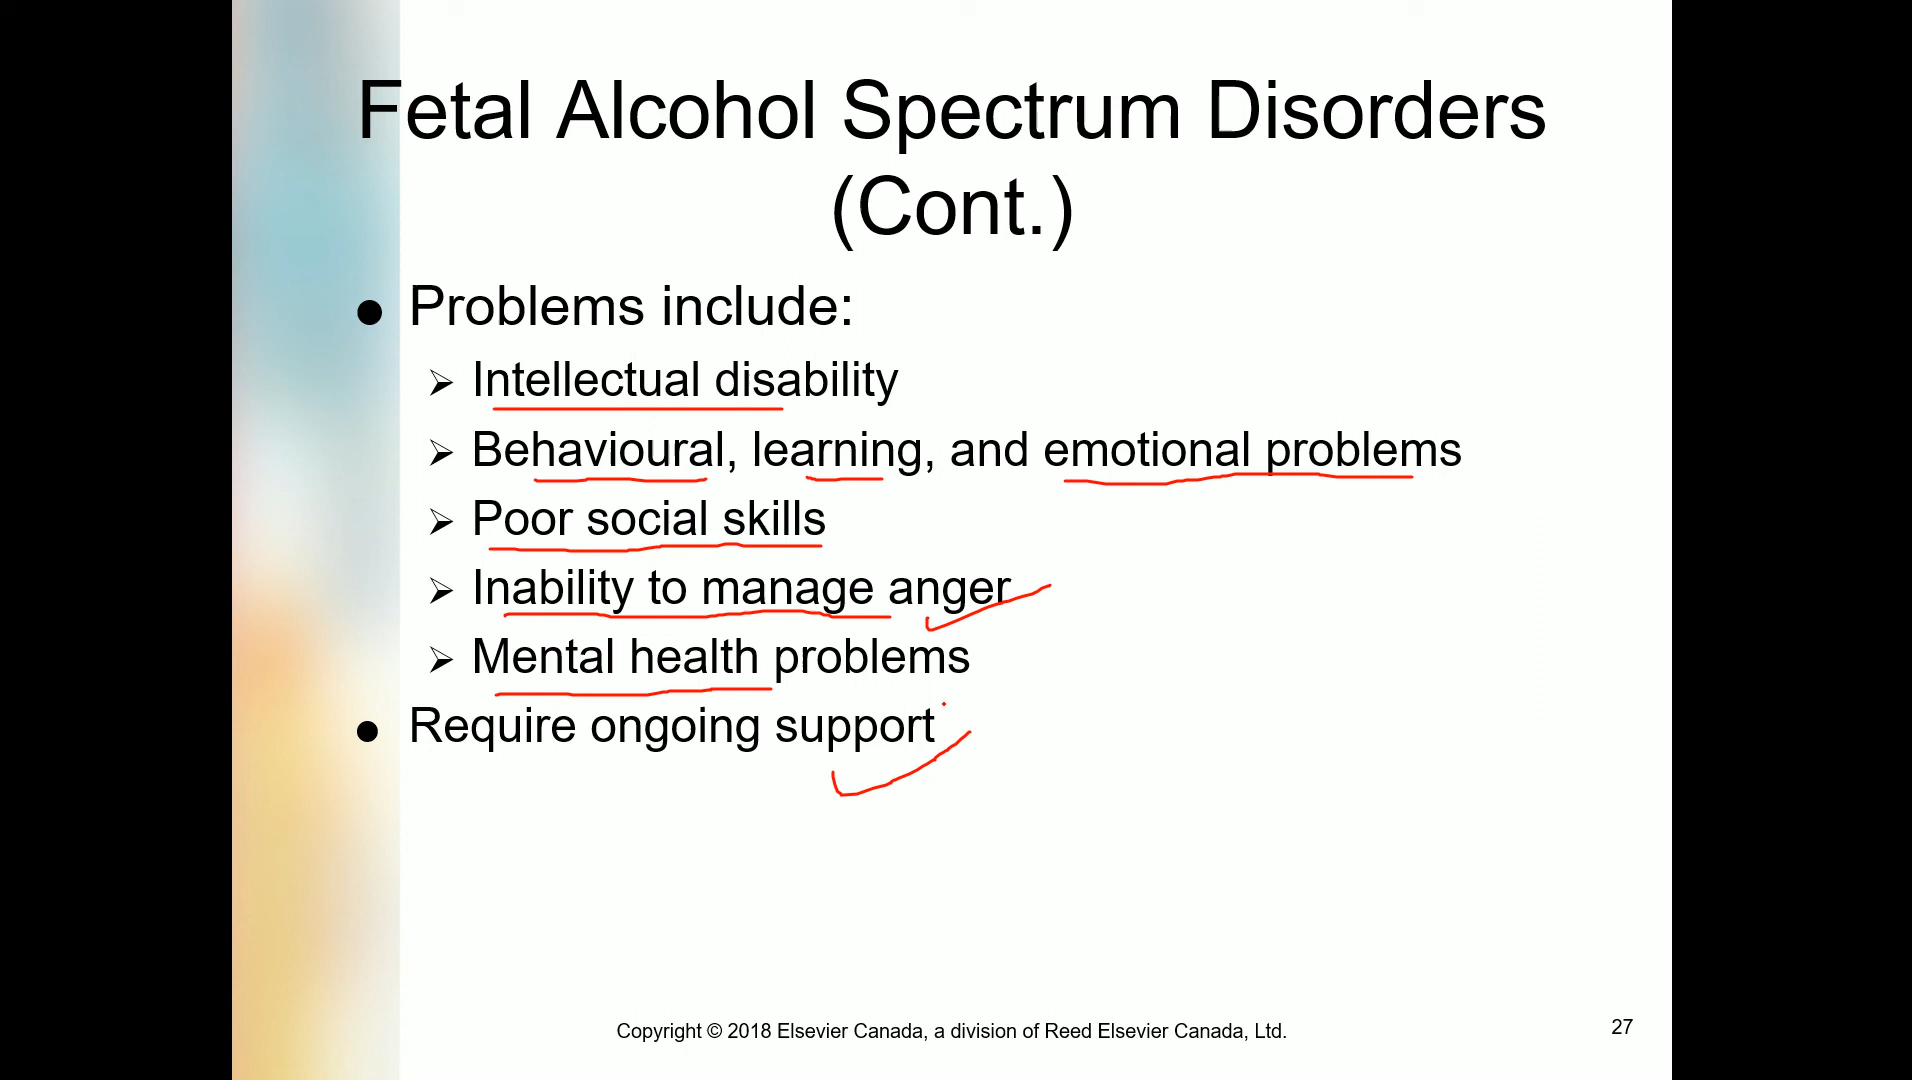 Fetal Alcohol Spectrum Disorders
(Cont.)
● Problems include:
➢ Intellectual disability
➢ Behavioural, learning, and emotional problems
➢ Poor social skills
➢ Inability to manage anger
➢ Mental health problems
● Require ongoing support
Copyright © 2018 Elsevier Canada, a division of Reed Elsevier Canada, Ltd.
27